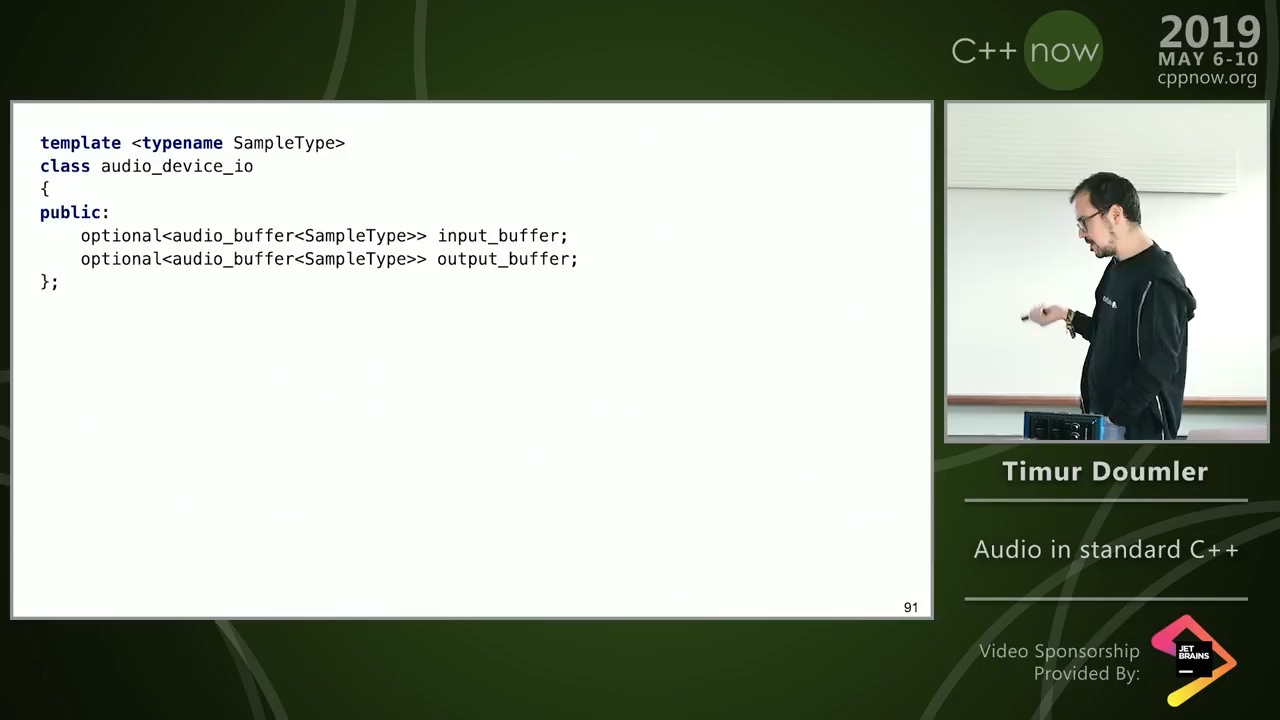 C++ now
2019
MAY 6-10
cppnow.org
template <typename SampleType>
class audio_device_io
{
public:
    optional<audio_buffer<SampleType>> input_buffer;
    optional<audio_buffer<SampleType>> output_buffer;
};
91
Timur Doumler
Audio in standard C++
Video Sponsorship
Provided By:
JET
BRAINS